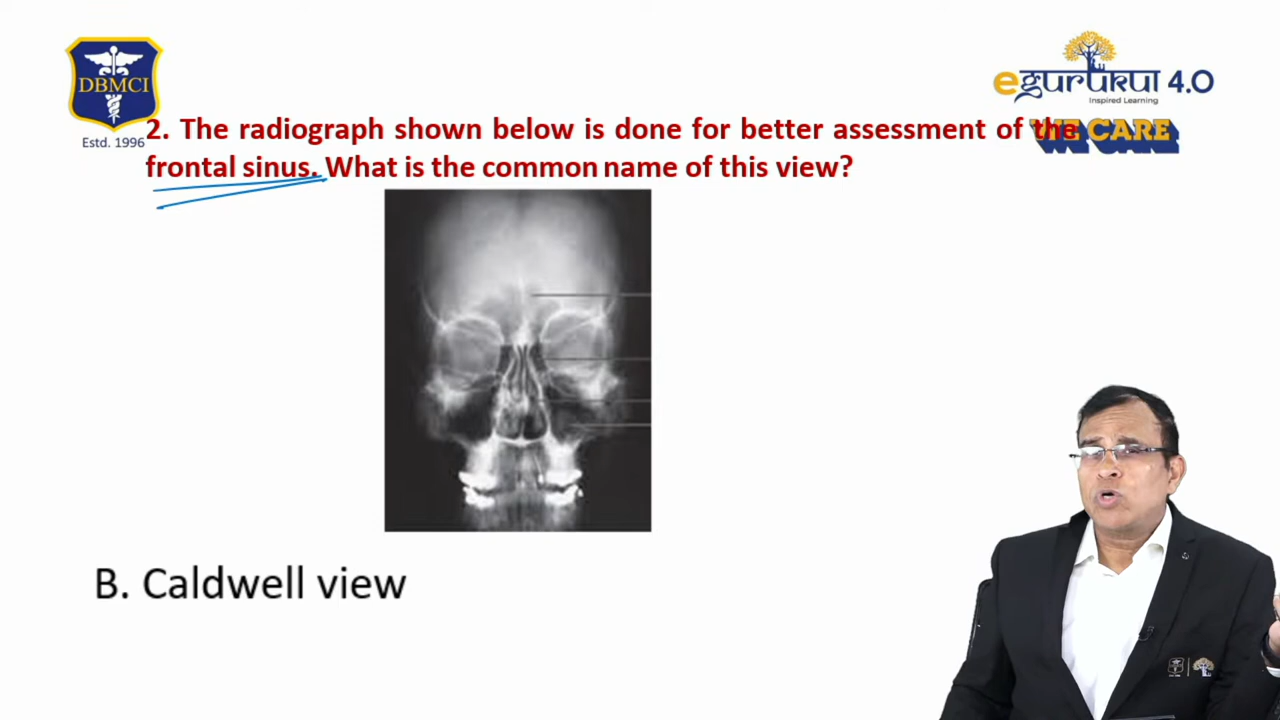 DBMCI
Estd. 1996
eGURUKUL 4.0
Inspired Learning
WE CARE
2. The radiograph shown below is done for better assessment of the
frontal sinus. What is the common name of this view?
B. Caldwell view